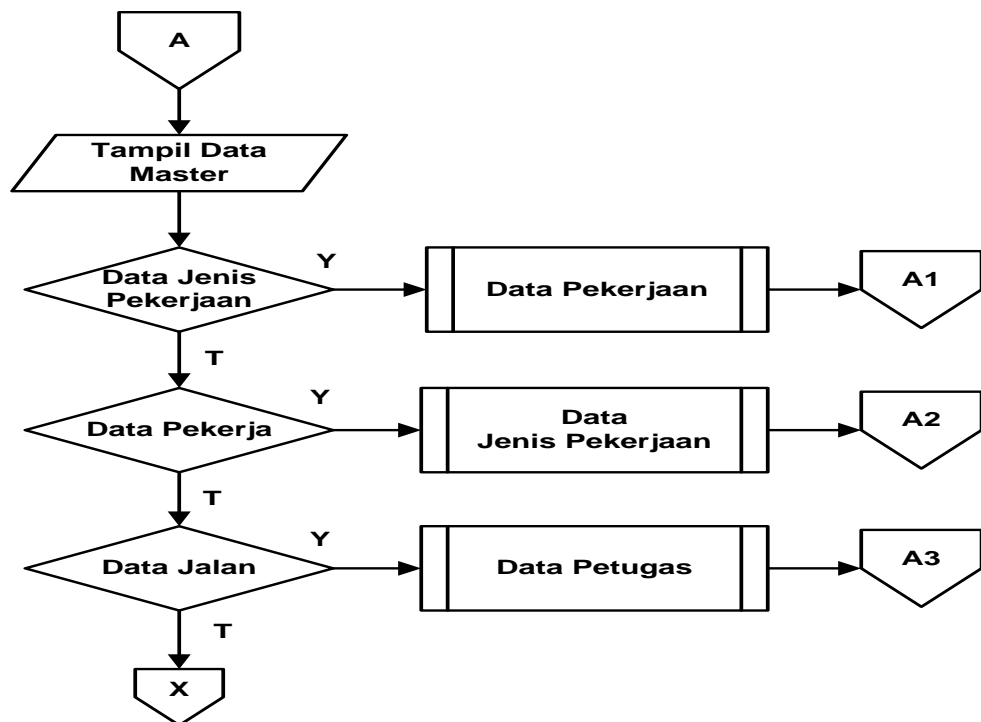 A
Tampil Data
Master
Data Jenis
Pekerjaan
Y
Data Pekerjaan
A1
T
Data Pekerja
Y
Data
Jenis Pekerjaan
A2
T
Data Jalan
Y
Data Petugas
A3
T
X